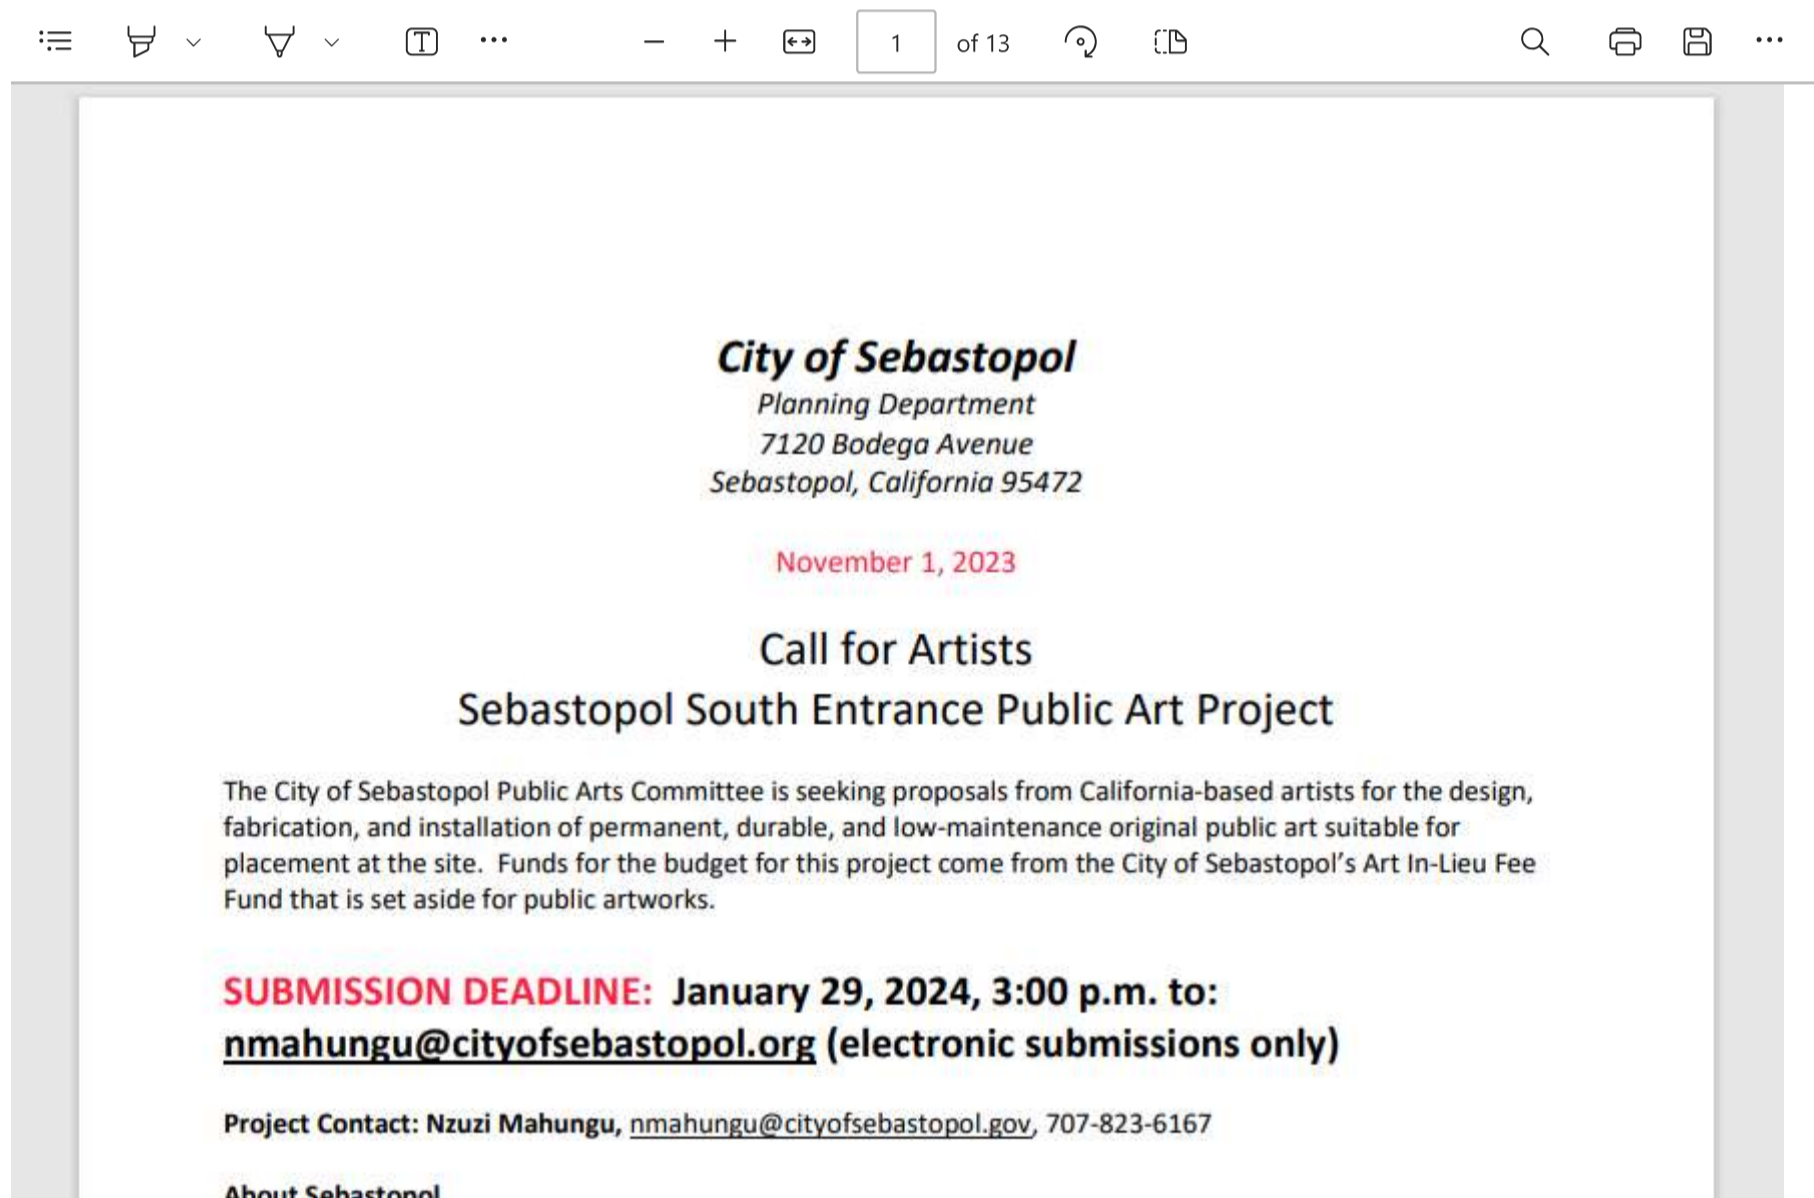 1 of 13
City of Sebastopol
Planning Department
7120 Bodega Avenue
Sebastopol, California 95472
November 1, 2023
Call for Artists
Sebastopol South Entrance Public Art Project
The City of Sebastopol Public Arts Committee is seeking proposals from California-based artists for the design,
fabrication, and installation of permanent, durable, and low-maintenance original public art suitable for
placement at the site.  Funds for the budget for this project come from the City of Sebastopol’s Art In-Lieu Fee
Fund that is set aside for public artworks.
SUBMISSION DEADLINE:  January 29, 2024, 3:00 p.m. to:
nmahungu@cityofsebastopol.org (electronic submissions only)
Project Contact: Nzuzi Mahungu, nmahungu@cityofsebastopol.gov, 707-823-6167
About Sebastopol